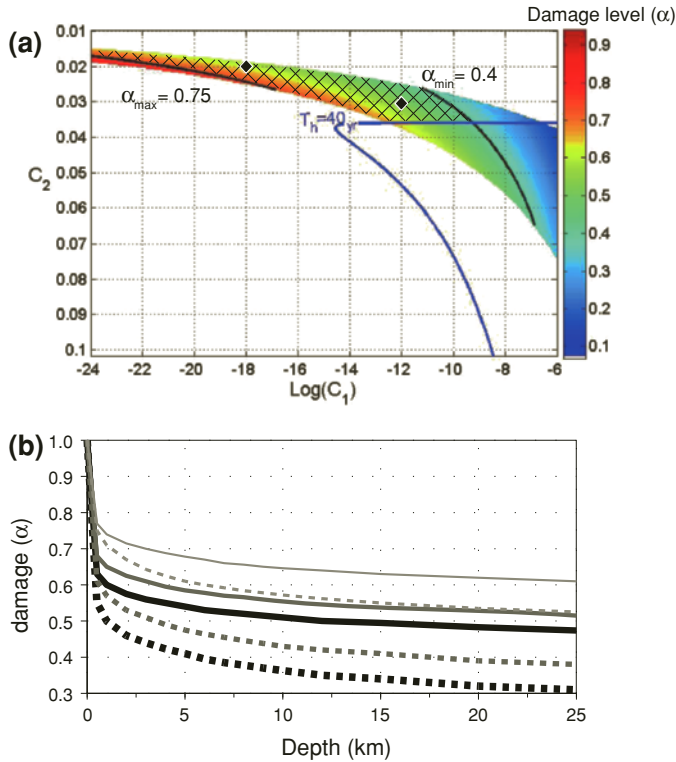 Damage level (α)
(a)
0.01
0.02
0.03
0.04
0.05
0.06
0.07
0.08
0.09
0.1
C2
αmax = 0.75
αmin = 0.4
Th=40 yr
0.9
0.8
0.7
0.6
0.5
0.4
0.3
0.2
0.1
-24 -22 -20 -18 -16 -14 -12 -10 -8 -6
Log(C1)
(b)
1.0
0.9
0.8
0.7
0.6
0.5
0.4
0.3
damage (α)
0 5 10 15 20 25
Depth (km)